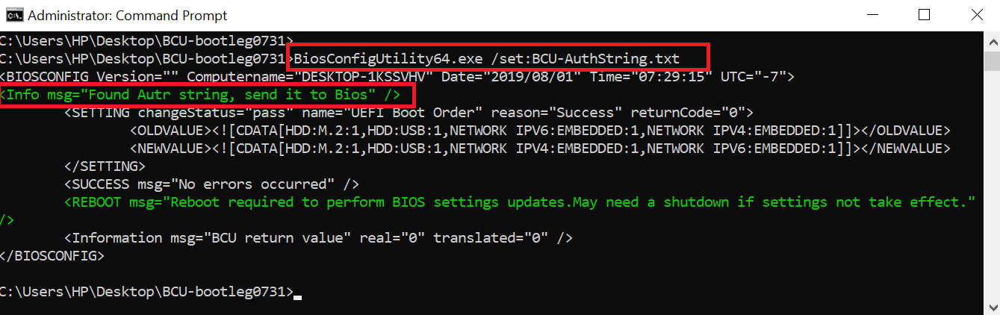 Administrator: Command Prompt
C:\Users\HP\Desktop\BCU-bootleg0731>
C:\Users\HP\Desktop\BCU-bootleg0731>BiosConfigUtility64.exe /set:BCU-AuthString.txt
<BIOSCONFIG Version="" Computername="DESKTOP-1KSSVHV" Date="2019/08/01" Time="07:29:15" UTC="-7">
<Info msg="Found Autr string, send it to Bios" />
<SETTING changeStatus="pass" name="UEFI Boot Order" reason="Success" returnCode="0">
<OLDVALUE><![CDATA[HDD:M.2:1,HDD:USB:1,NETWORK IPV6:EMBEDDED:1,NETWORK IPV4:EMBEDDED:1]]></OLDVALUE>
<NEWVALUE><![CDATA[HDD:M.2:1,HDD:USB:1,NETWORK IPV4:EMBEDDED:1,NETWORK IPV6:EMBEDDED:1]]></NEWVALUE>
</SETTING>
<SUCCESS msg="No errors occurred" />
<REBOOT msg="Reboot required to perform BIOS settings updates.May need a shutdown if settings not take effect."
/>
<Information msg="BCU return value" real="0" translated="0" />
</BIOSCONFIG>
C:\Users\HP\Desktop\BCU-bootleg0731>